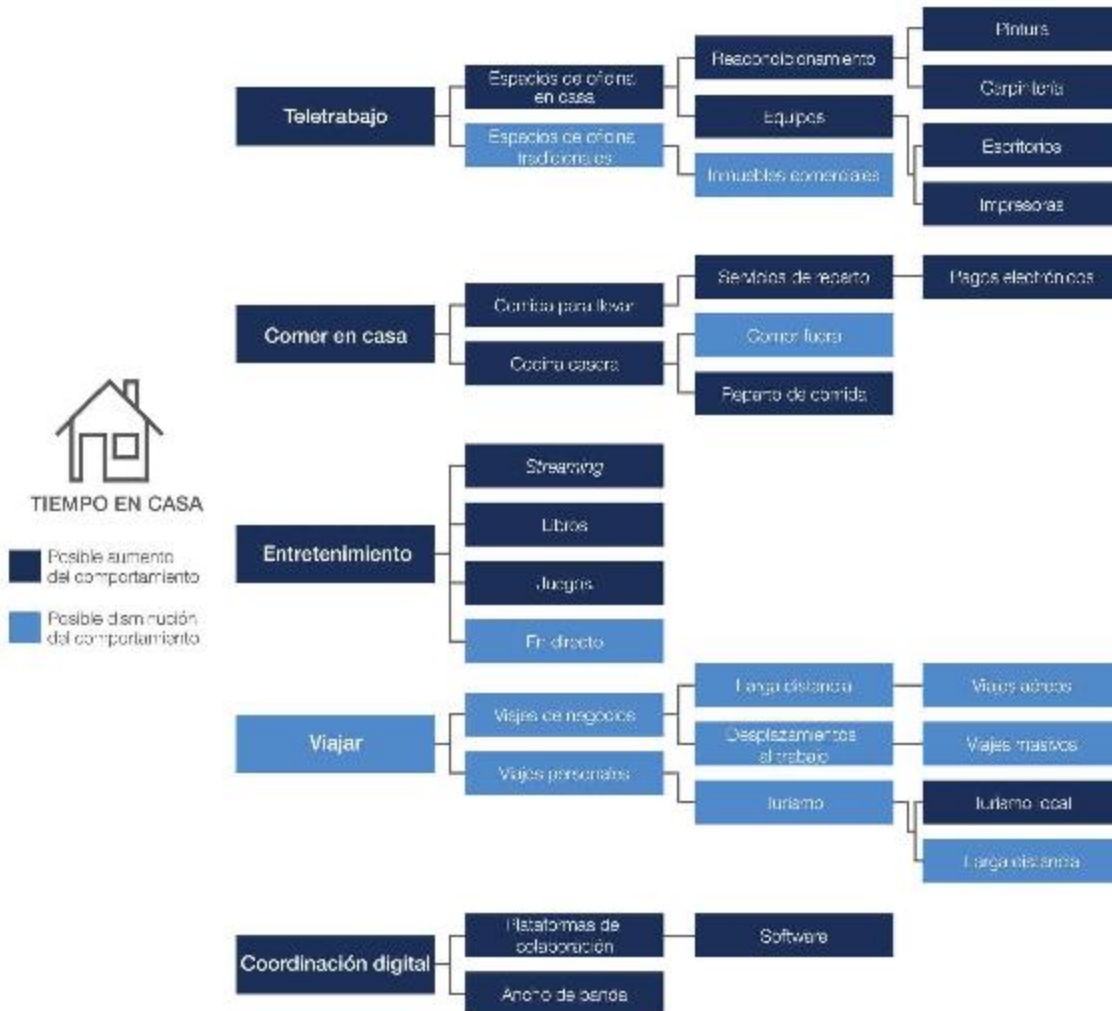 TIEMPO EN CASA
Posible aumento
del comportamiento
Posible disminución
del comportamiento
Teletrabajo
Espacios de oficina
en casa
Reacondicionamiento
Pintura
Carpintería
Equipos
Escritorios
Impresoras
Espacios de oficina
tradicionales
Inmuebles comerciales
Comer en casa
Comida para llevar
Servicios de reparto
Pagos electrónicos
Cocina casera
Comer fuera
Reparto de comida
Entretenimiento
Streaming
Libros
Juegos
En directo
Viajar
Viajes de negocios
Larga distancia
Viajes aéreos
Desplazamientos
al trabajo
Viajes masivos
Viajes personales
Turismo
Turismo local
Larga distancia
Coordinación digital
Plataformas de
colaboración
Software
Ancho de banda